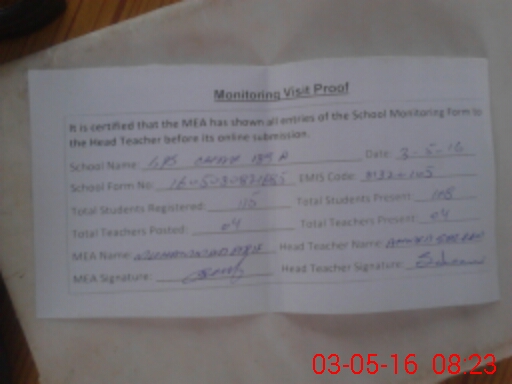 Monitoring Visit Proof
It is certified that the MEA has shown all entries of the School Monitoring Form to
the Head Teacher before its online submission.
School Name: GPS Date: 3-5-16
School Form No: EMIS Code:
Total Students Registered: 115 Total Students Present: 108
Total Teachers Posted: 04 Total Teachers Present: 04
MEA Name: Head Teacher Name:
MEA Signature: Head Teacher Signature:
03-05-16 08:23